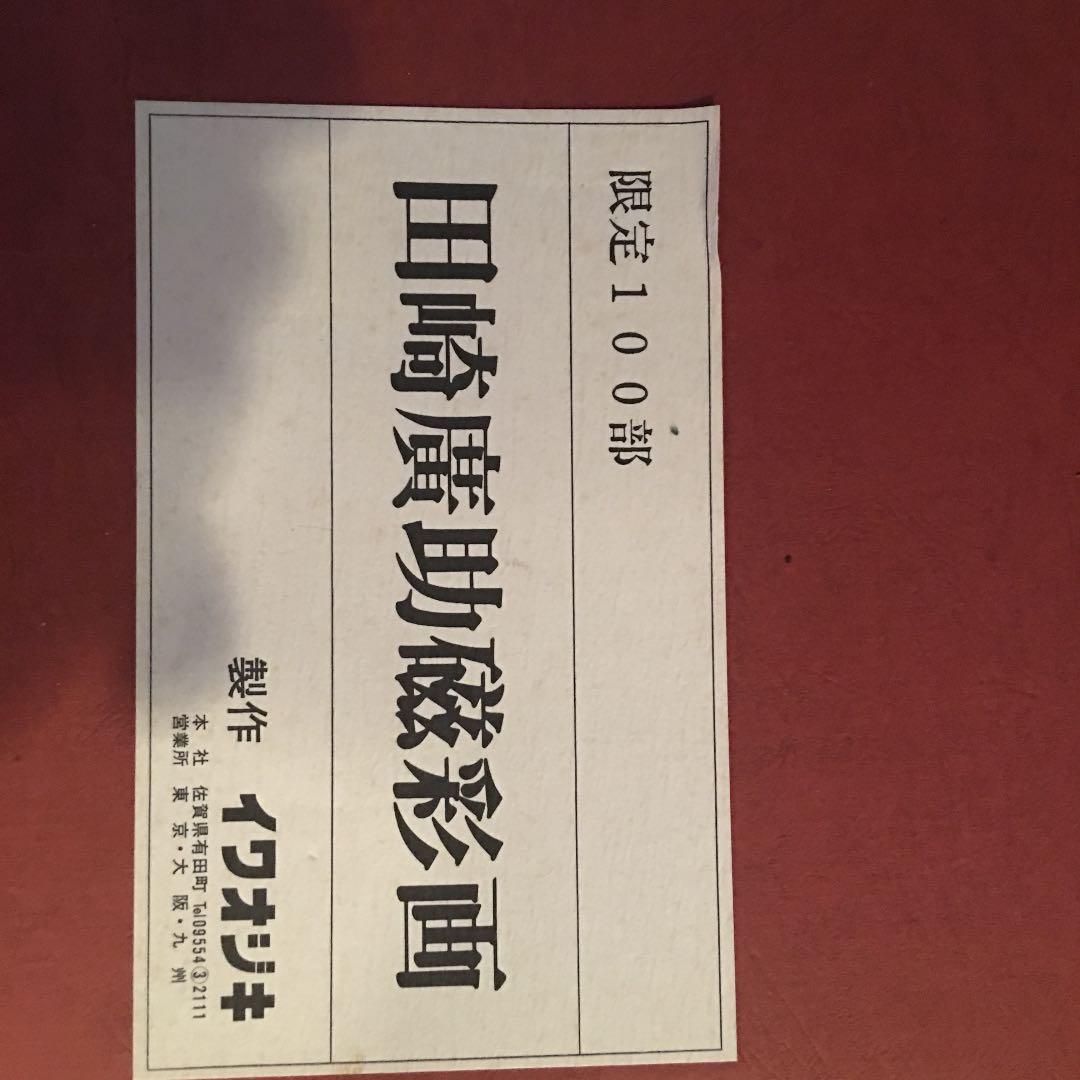 限定100部
田崎廣助磁彩画
製作 イワオジキ
本社 佐賀県有田町 Tel09554③2111
営業所 東京・大阪・九州